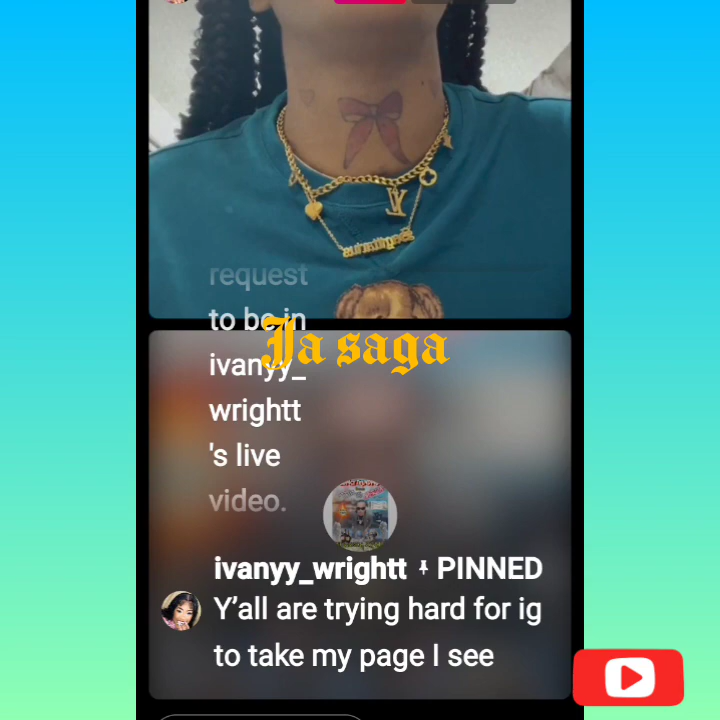 request
to be in
ivanyy_
wrightt
's live
video.
Ja saga
ivanyy_wrightt PINNED
Y’all are trying hard for ig
to take my page I see